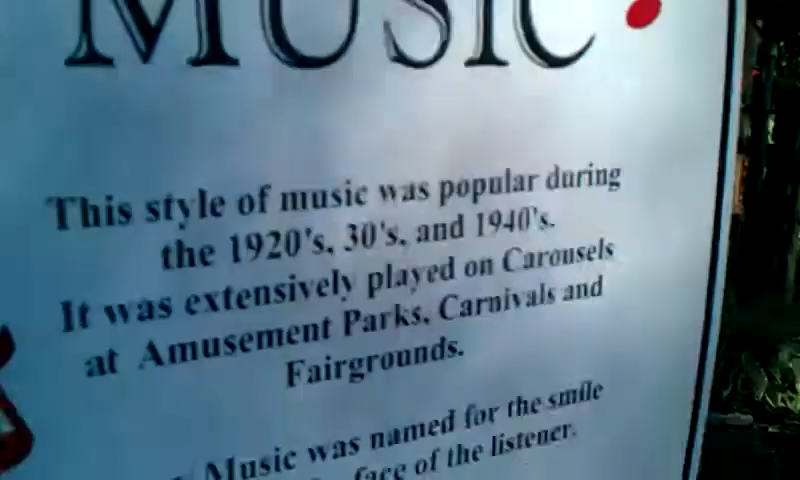 MUSIC
This style of music was popular during
the 1920's, 30's, and 1940's.
It was extensively played on Carousels
at Amusement Parks, Carnivals and
Fairgrounds.
Music was named for the smile
face of the listener.